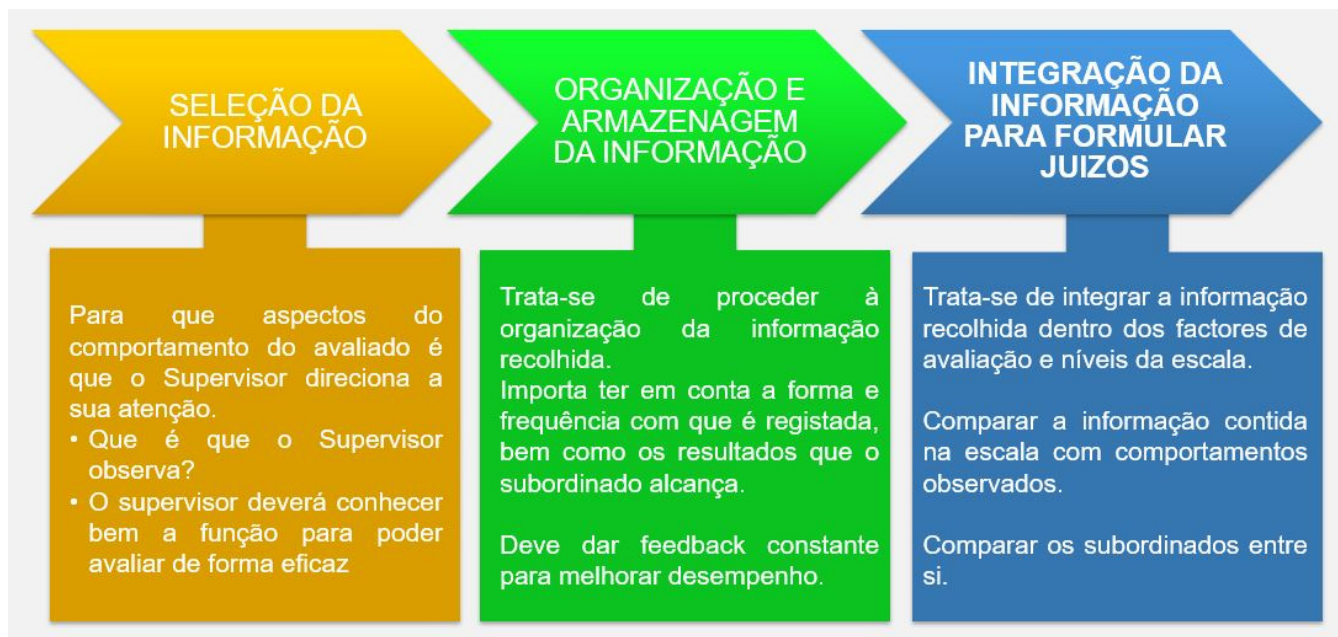 SELEÇÃO DA
INFORMAÇÃO
Para que aspectos do
comportamento do avaliado é
que o Supervisor direciona a
sua atenção.
• Que é que o Supervisor
observa?
• O supervisor deverá conhecer
bem a função para poder
avaliar de forma eficaz
ORGANIZAÇÃO E
ARMAZENAGEM
DA INFORMAÇÃO
Trata-se de proceder à
organização da informação
recolhida.
Importa ter em conta a forma e
frequência com que é registada,
bem como os resultados que o
subordinado alcança.
Deve dar feedback constante
para melhorar desempenho.
INTEGRAÇÃO DA
INFORMAÇÃO
PARA FORMULAR
JUIZOS
Trata-se de integrar a informação
recolhida dentro dos factores de
avaliação e níveis da escala.
Comparar a informação contida
na escala com comportamentos
observados.
Comparar os subordinados entre
si.